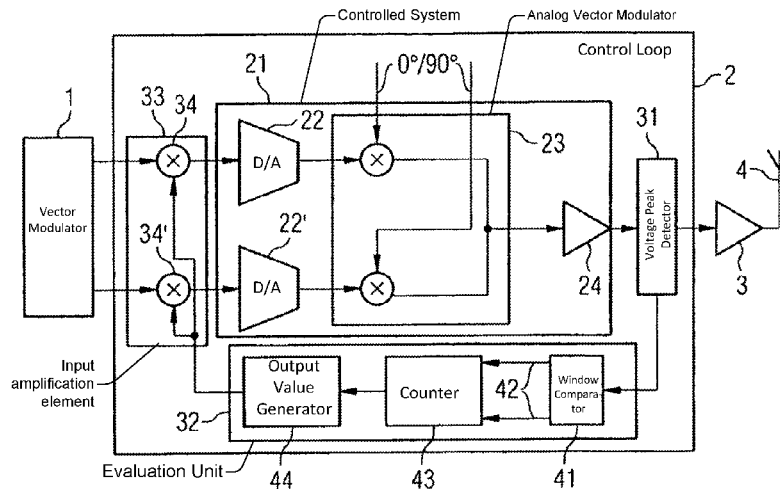 Controlled System
Analog Vector Modulator
Control Loop
21
0°/90°
2
1
33
34
22
23
31
4
D/A
Vector
Modulator
Voltage Peak
Detector
34'
22'
D/A
24
3
Input
amplification
element
Output
Value
Generator
Counter
42
Window
Compara-
tor
32
Evaluation Unit
44
43
41